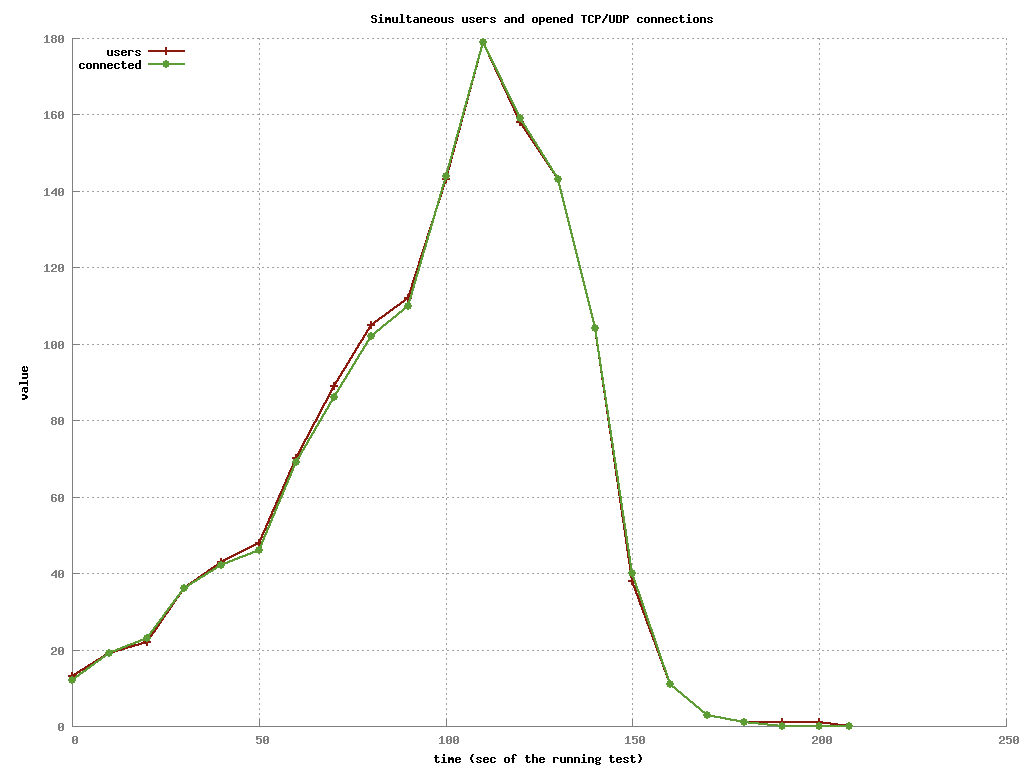 Simultaneous users and opened TCP/UDP connections
180
users
connected
160
140
120
100
value
80
60
40
20
0
0 50 100 150 200 250
time (sec of the running test)